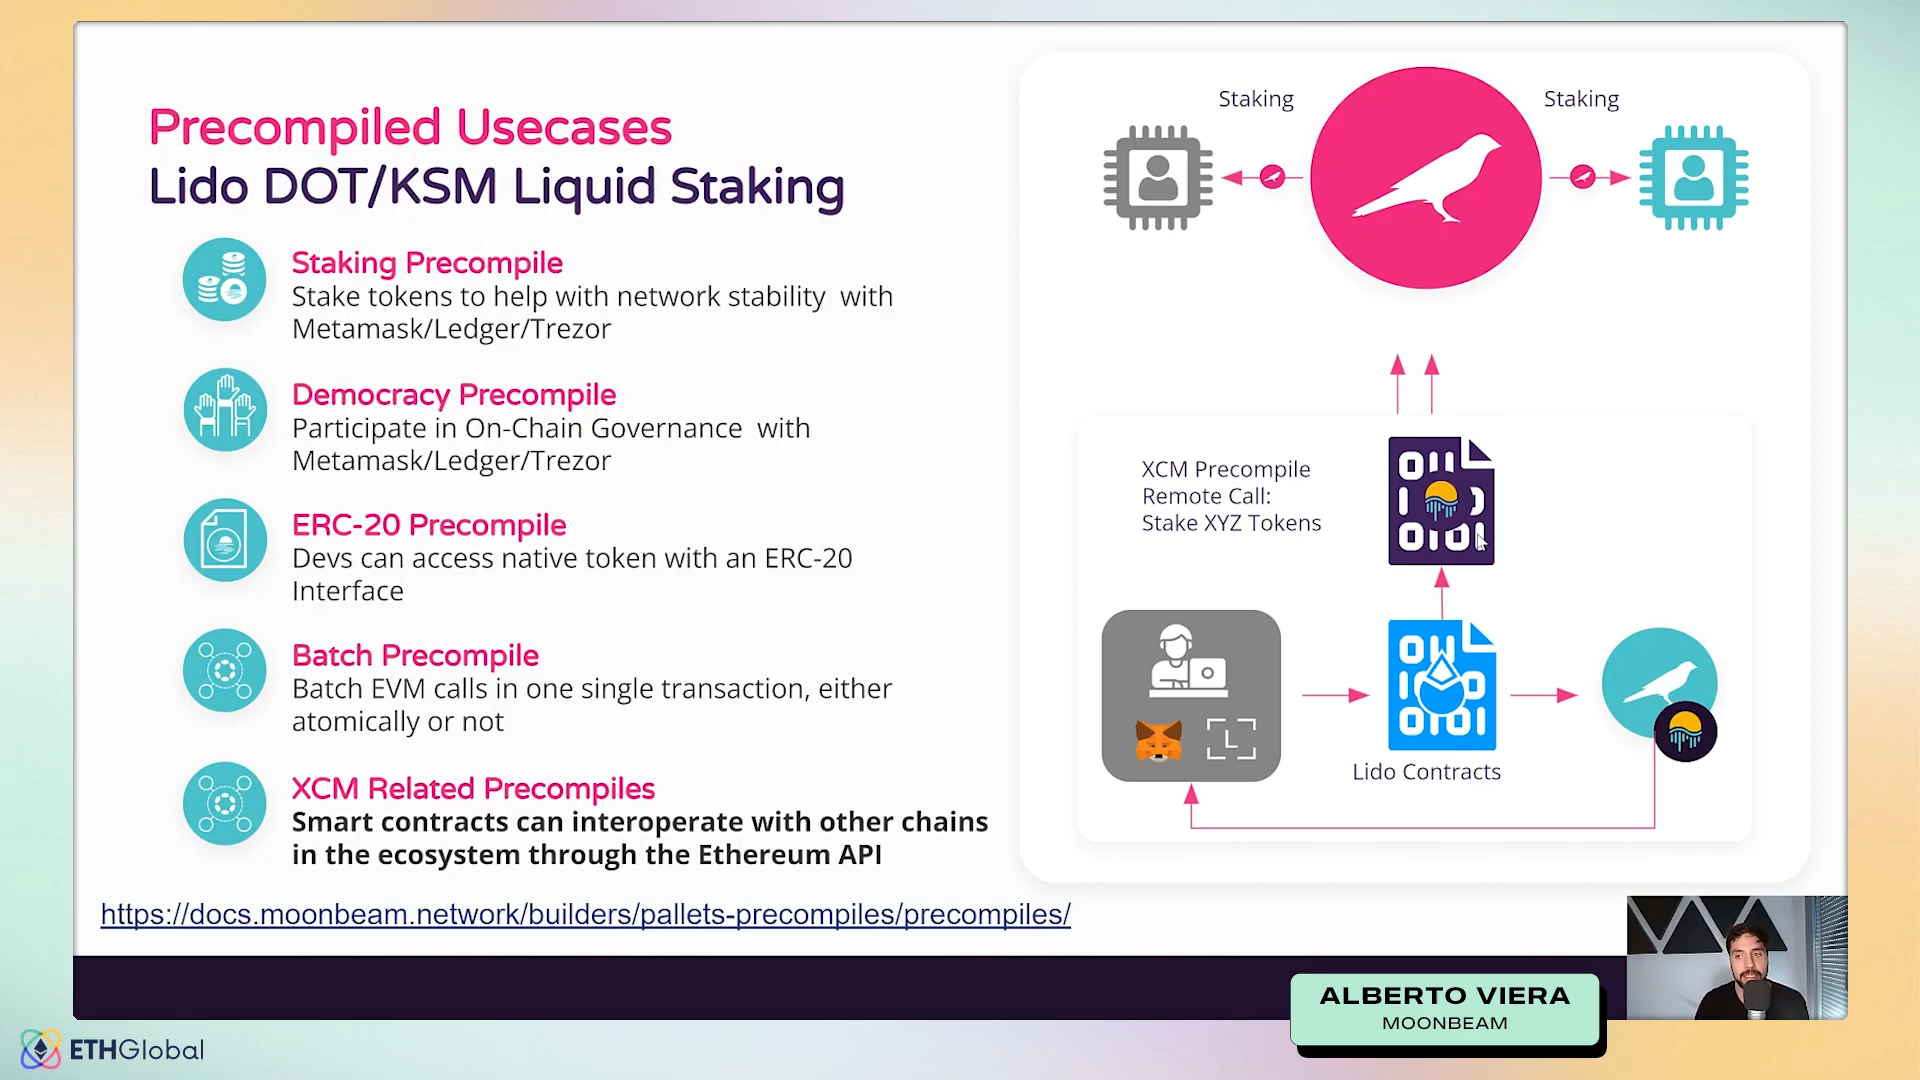 Precompiled Usecases
Lido DOT/KSM Liquid Staking
Staking Precompile
Stake tokens to help with network stability with
Metamask/Ledger/Trezor
Democracy Precompile
Participate in On-Chain Governance with
Metamask/Ledger/Trezor
ERC-20 Precompile
Devs can access native token with an ERC-20
Interface
Batch Precompile
Batch EVM calls in one single transaction, either
atomically or not
XCM Related Precompiles
Smart contracts can interoperate with other chains
in the ecosystem through the Ethereum API
https://docs.moonbeam.network/builders/pallets-precompiles/precompiles/
Staking
Staking
XCM Precompile
Remote Call:
Stake XYZ Tokens
Lido Contracts
ALBERTO VIERA
MOONBEAM
ETHGlobal